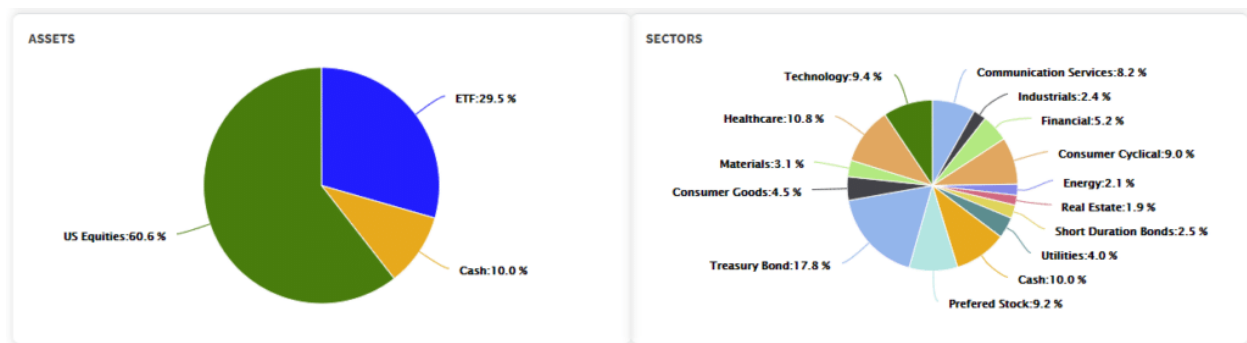 ASSETS
ETF:29.5 %
US Equities:60.6 %
Cash:10.0 %
SECTORS
Technology:9.4 %
Communication Services:8.2 %
Industrials:2.4 %
Healthcare:10.8 %
Financial:5.2 %
Consumer Cyclical:9.0 %
Materials:3.1 %
Energy:2.1 %
Consumer Goods:4.5 %
Real Estate:1.9 %
Short Duration Bonds:2.5 %
Utilities:4.0 %
Treasury Bond:17.8 %
Cash:10.0 %
Prefered Stock:9.2 %